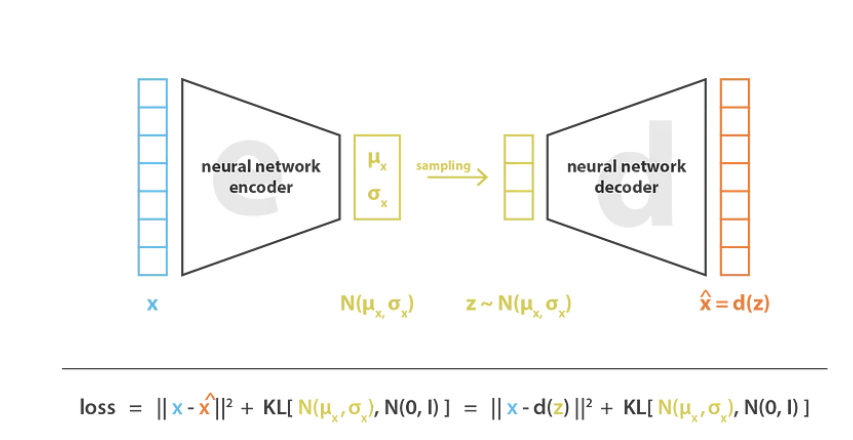 e
neural network
encoder
μₓ
σₓ
sampling
d
neural network
decoder
x
N(μₓ, σₓ)
z ~ N(μₓ, σₓ)
x̂ = d(z)
loss = || x - x̂ ||² + KL[ N(μₓ, σₓ), N(0, I) ] = || x - d(z) ||² + KL[ N(μₓ, σₓ), N(0, I) ]